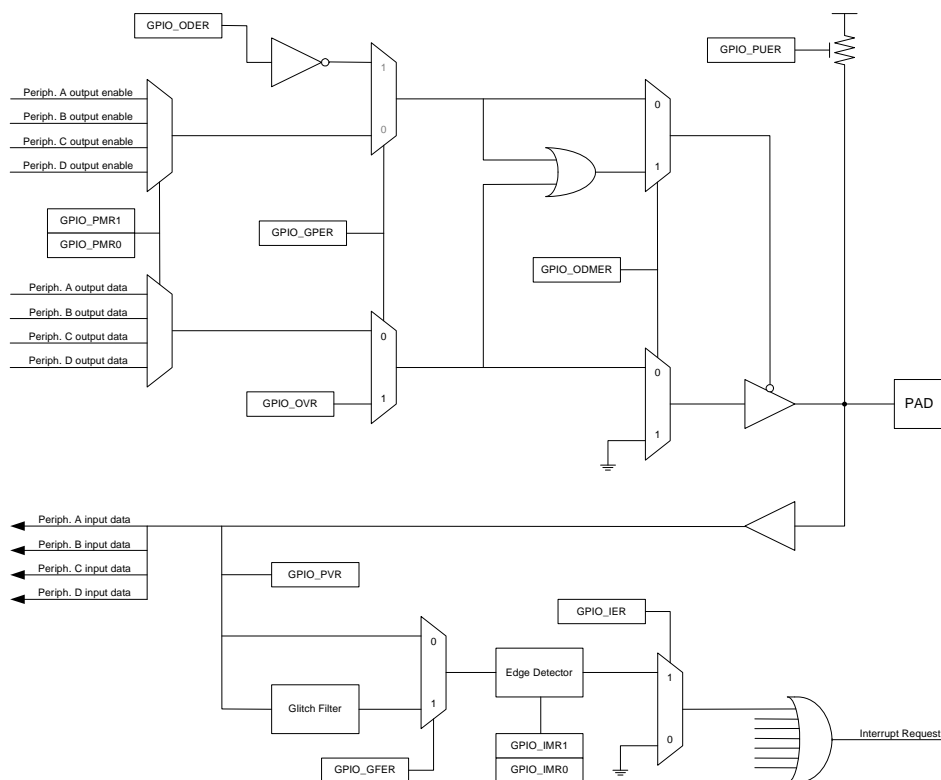 GPIO_ODER
GPIO_PUER
1
Periph. A output enable
0
Periph. B output enable
0
Periph. C output enable
Periph. D output enable
1
GPIO_PMR1
GPIO_PMR0
GPIO_GPER
GPIO_ODMER
Periph. A output data
Periph. B output data
0
Periph. C output data
Periph. D output data
0
GPIO_OVR
1
PAD
1
Periph. A input data
Periph. B input data
Periph. C input data
Periph. D input data
GPIO_PVR
GPIO_IER
0
Edge Detector
1
Glitch Filter
1
GPIO_IMR1
0
Interrupt Request
GPIO_GFER
GPIO_IMR0